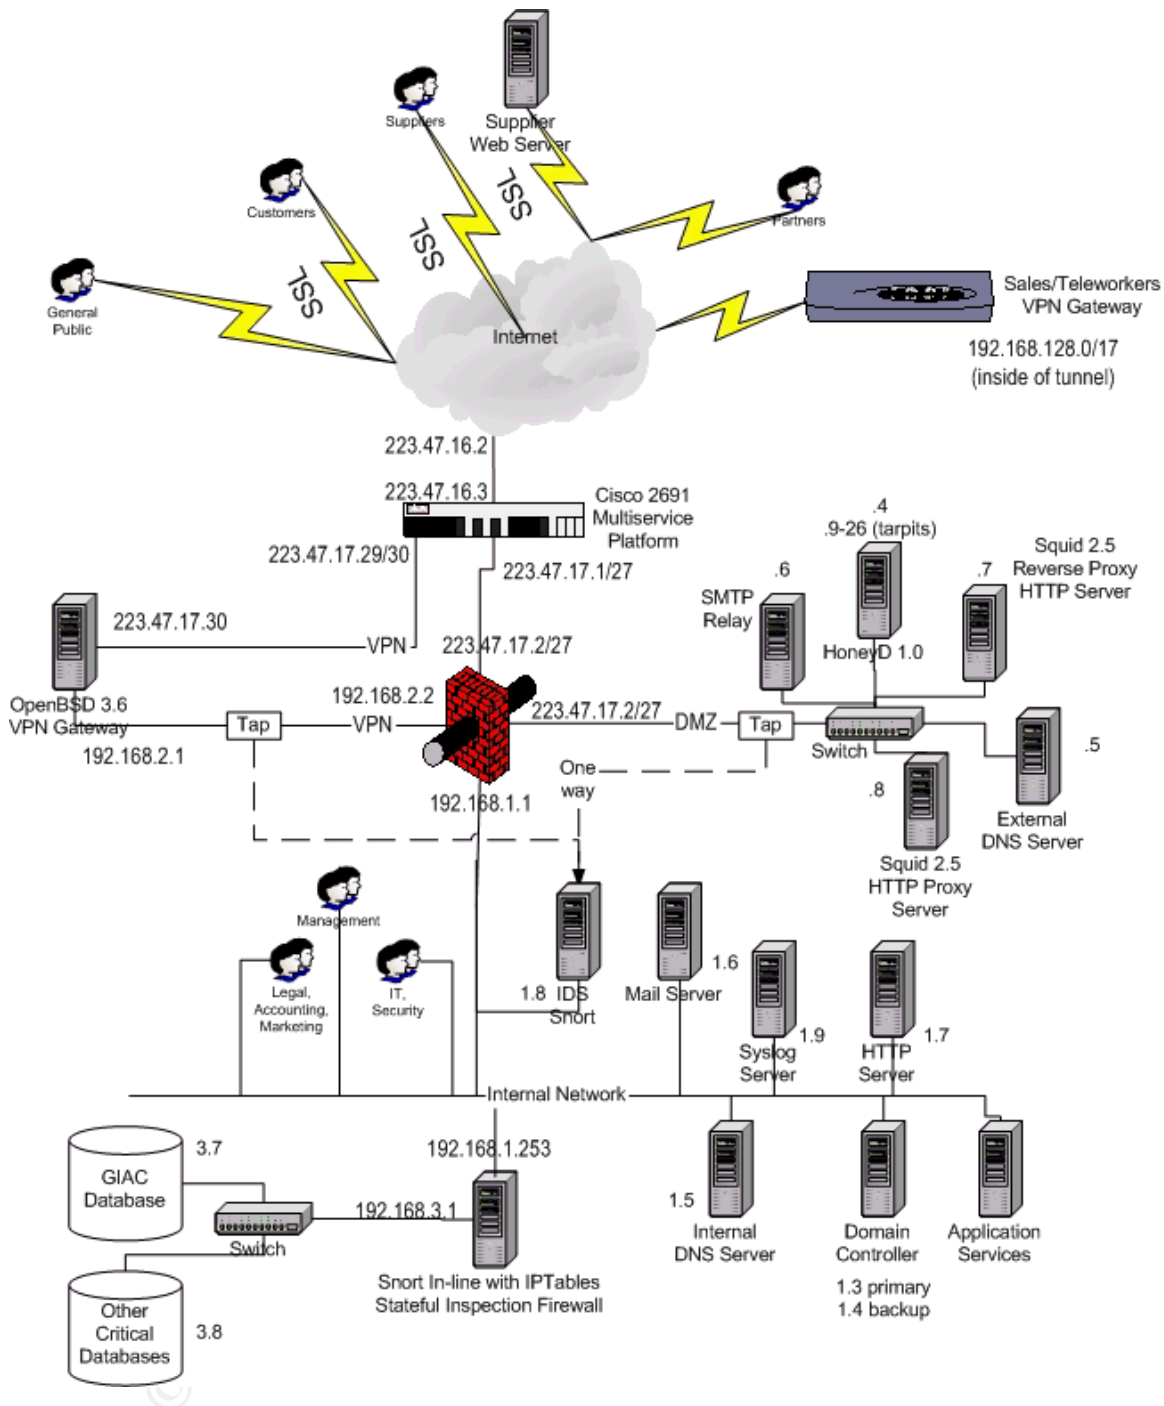 Suppliers
Supplier
Web Server
SSL
Customers
SSL
Partners
SSL
General
Public
Sales/Teleworkers
VPN Gateway
Internet
192.168.128.0/17
(inside of tunnel)
223.47.16.2
223.47.16.3
Cisco 2691
Multiservice
Platform
.4
.9-26 (tarpits)
223.47.17.29/30
223.47.17.1/27
.6
.7
Squid 2.5
Reverse Proxy
HTTP Server
SMTP
Relay
223.47.17.30
VPN
223.47.17.2/27
HoneyD 1.0
OpenBSD 3.6
VPN Gateway
192.168.2.2
Tap
VPN
223.47.17.2/27
DMZ
Tap
Switch
.5
192.168.2.1
One
way
.8
192.168.1.1
External
DNS Server
Squid 2.5
HTTP Proxy
Server
Management
Legal,
Accounting,
Marketing
IT,
Security
1.8
IDS
Snort
Mail Server
1.6
Syslog
Server
1.9
HTTP
Server
1.7
Internal Network
192.168.1.253
3.7
GIAC
Database
192.168.3.1
Switch
1.5
Internal
DNS Server
Domain
Controller
1.3 primary
1.4 backup
Application
Services
Snort In-line with IPTables
Stateful Inspection Firewall
Other
Critical
Databases
3.8